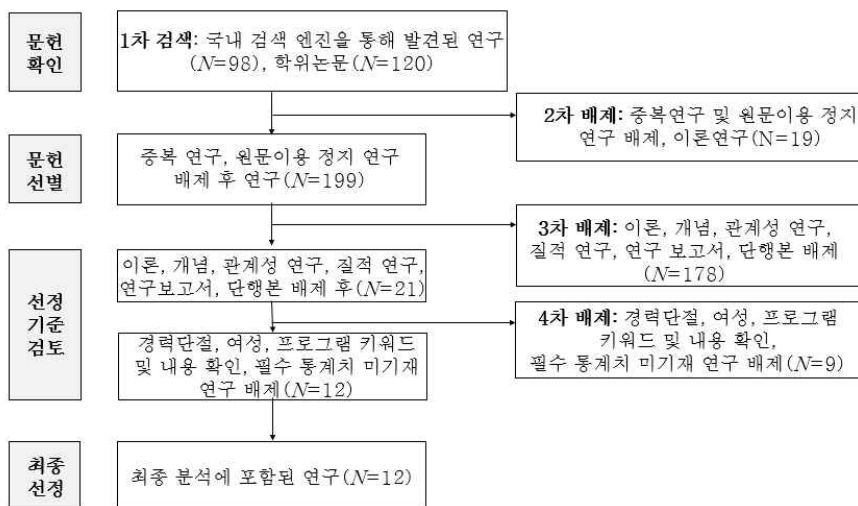 문헌
확인
1차 검색: 국내 검색 엔진을 통해 발견된 연구
(N=98), 학위논문(N=120)
2차 배제: 중복연구 및 원문이용 정지
연구 배제, 이론연구(N=19)
문헌
선별
중복 연구, 원문이용 정지 연구
배제 후 연구(N=199)
3차 배제: 이론, 개념, 관계성 연구,
질적 연구, 연구 보고서, 단행본 배제
(N=178)
선정
기준
검토
이론, 개념, 관계성 연구, 질적 연구,
연구보고서, 단행본 배제 후(N=21)
4차 배제: 경력단절, 여성, 프로그램
키워드 및 내용 확인,
필수 통계치 미기재 연구 배제(N=9)
경력단절, 여성, 프로그램 키워드
및 내용 확인, 필수 통계치 미기재
연구 배제(N=12)
최종
선정
최종 분석에 포함된 연구(N=12)